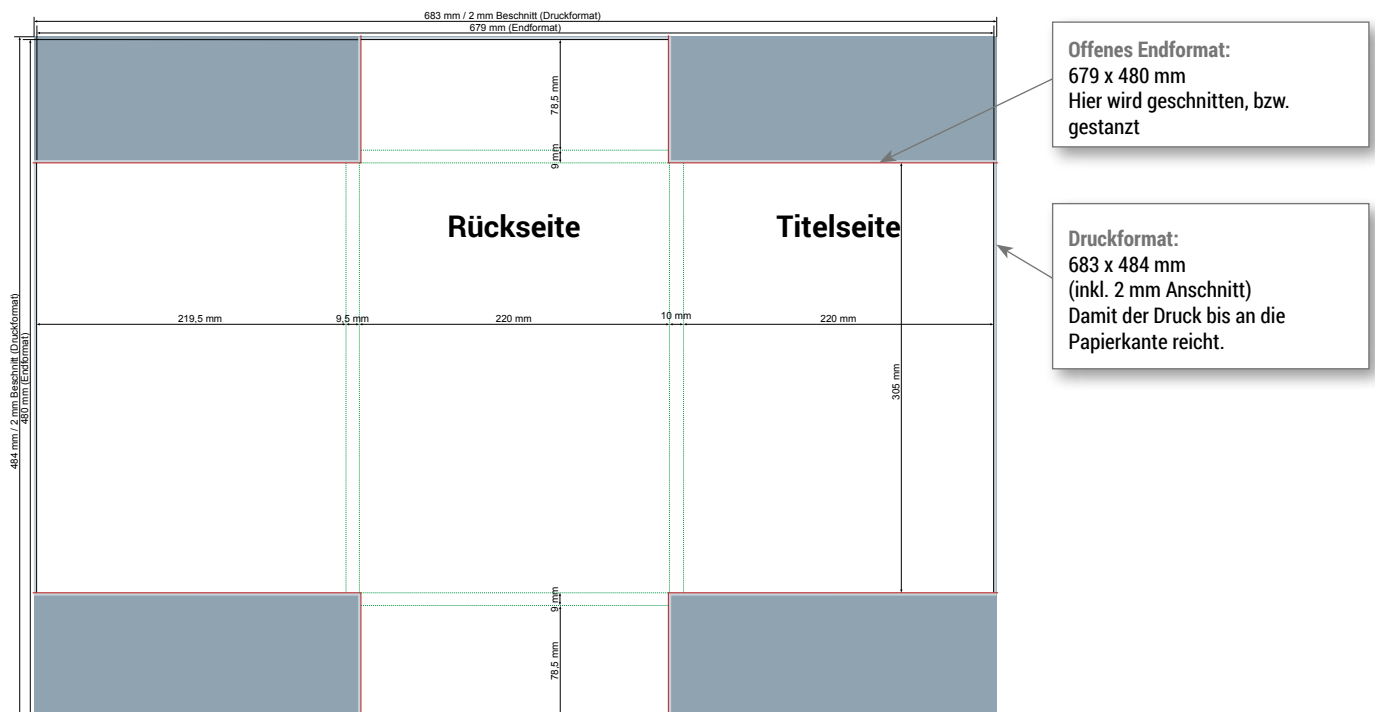 683 mm / 2 mm Beschnitt (Druckformat)
679 mm (Endformat)
Offenes Endformat:
679 x 480 mm
Hier wird geschnitten, bzw.
gestanzt
78,5 mm
9 mm
Rückseite
Titelseite
Druckformat:
683 x 484 mm
(inkl. 2 mm Anschnitt)
Damit der Druck bis an die
Papierkante reicht.
219,5 mm
9,5 mm
220 mm
10 mm
220 mm
305 mm
484 mm / 2 mm Beschnitt (Druckformat)
480 mm (Endformat)
9 mm
78,5 mm